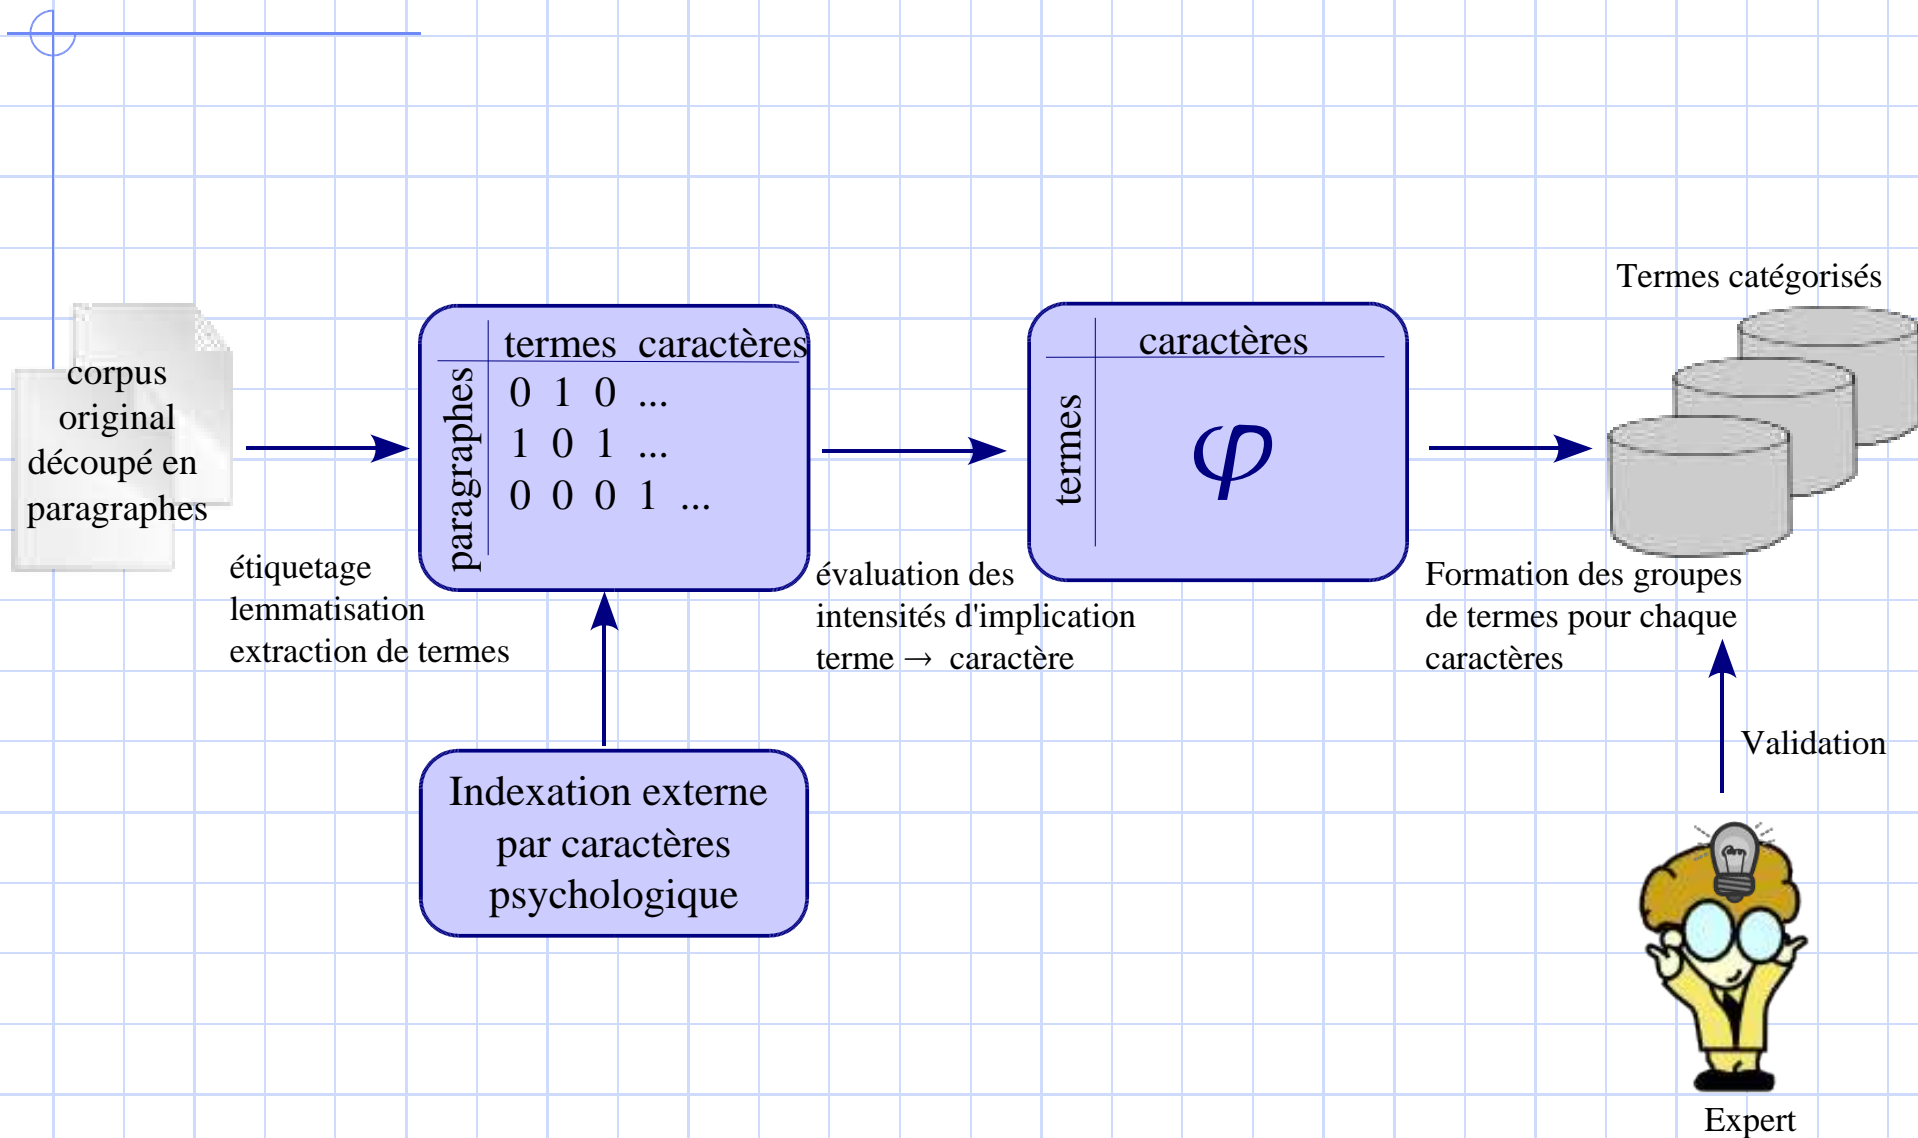 corpus
original
découpé en
paragraphes
étiquetage
lemmatisation
extraction de termes
termes caractères
paragraphes
0 1 0 ...
1 0 1 ...
0 0 0 1 ...
Indexation externe
par caractères
psychologique
évaluation des
intensités d'implication
terme → caractère
caractères
termes
φ
Termes catégorisés
Formation des groupes
de termes pour chaque
caractères
Validation
Expert